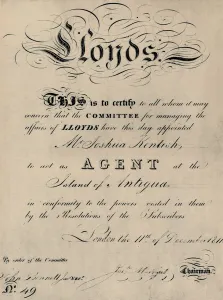 Lloyds.
THIS is to certify to all whom it may
concern that the COMMITTEE for managing the
affairs of LLOYDS have this day appointed
Mr Joshua Kentish,
to act as AGENT at the
Island of Antigua,
in conformity to the powers vested in them
by the Resolutions of the Subscribers
London the 11th of December 1811
By order of the Committee
Chairman.
No. 49